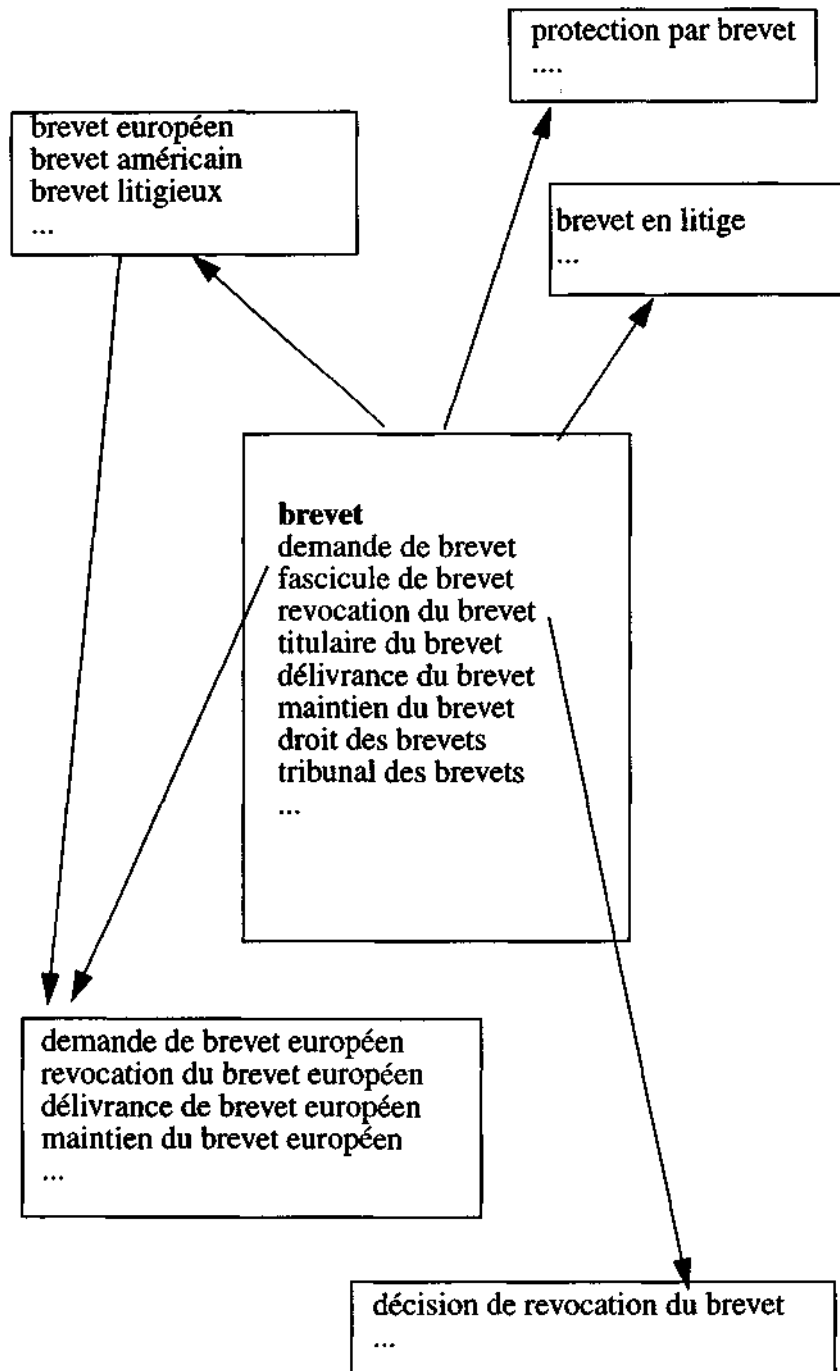 protection par brevet
....
brevet européen
brevet américain
brevet litigieux
...
brevet en litige
...
brevet
demande de brevet
fascicule de brevet
revocation du brevet
titulaire du brevet
délivrance du brevet
maintien du brevet
droit des brevets
tribunal des brevets
...
demande de brevet européen
revocation du brevet européen
délivrance de brevet européen
maintien du brevet européen
...
décision de revocation du brevet
...